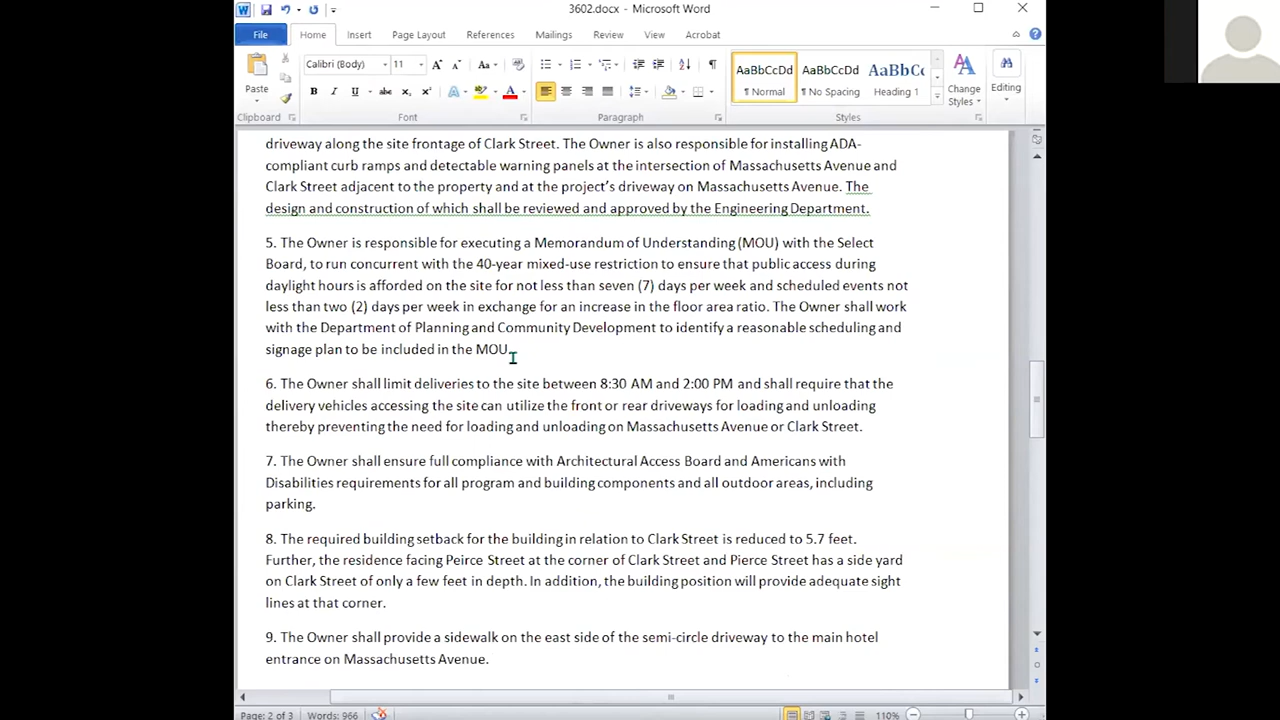 3602.docx - Microsoft Word
File Home Insert Page Layout References Mailings Review View Acrobat
Calibri (Body) 11
AaBbCcDd AaBbCcDd AaBbCc
Paste
¶ Normal ¶ No Spacing Heading 1
Change Styles
Editing
Clipboard Font Paragraph Styles
driveway along the site frontage of Clark Street. The Owner is also responsible for installing ADA-
compliant curb ramps and detectable warning panels at the intersection of Massachusetts Avenue and
Clark Street adjacent to the property and at the project's driveway on Massachusetts Avenue. The
design and construction of which shall be reviewed and approved by the Engineering Department.
5. The Owner is responsible for executing a Memorandum of Understanding (MOU) with the Select
Board, to run concurrent with the 40-year mixed-use restriction to ensure that public access during
daylight hours is afforded on the site for not less than seven (7) days per week and scheduled events not
less than two (2) days per week in exchange for an increase in the floor area ratio. The Owner shall work
with the Department of Planning and Community Development to identify a reasonable scheduling and
signage plan to be included in the MOU.
6. The Owner shall limit deliveries to the site between 8:30 AM and 2:00 PM and shall require that the
delivery vehicles accessing the site can utilize the front or rear driveways for loading and unloading
thereby preventing the need for loading and unloading on Massachusetts Avenue or Clark Street.
7. The Owner shall ensure full compliance with Architectural Access Board and Americans with
Disabilities requirements for all program and building components and all outdoor areas, including
parking.
8. The required building setback for the building in relation to Clark Street is reduced to 5.7 feet.
Further, the residence facing Peirce Street at the corner of Clark Street and Pierce Street has a side yard
on Clark Street of only a few feet in depth. In addition, the building position will provide adequate sight
lines at that corner.
9. The Owner shall provide a sidewalk on the east side of the semi-circle driveway to the main hotel
entrance on Massachusetts Avenue.
Page: 2 of 3 Words: 966 110%